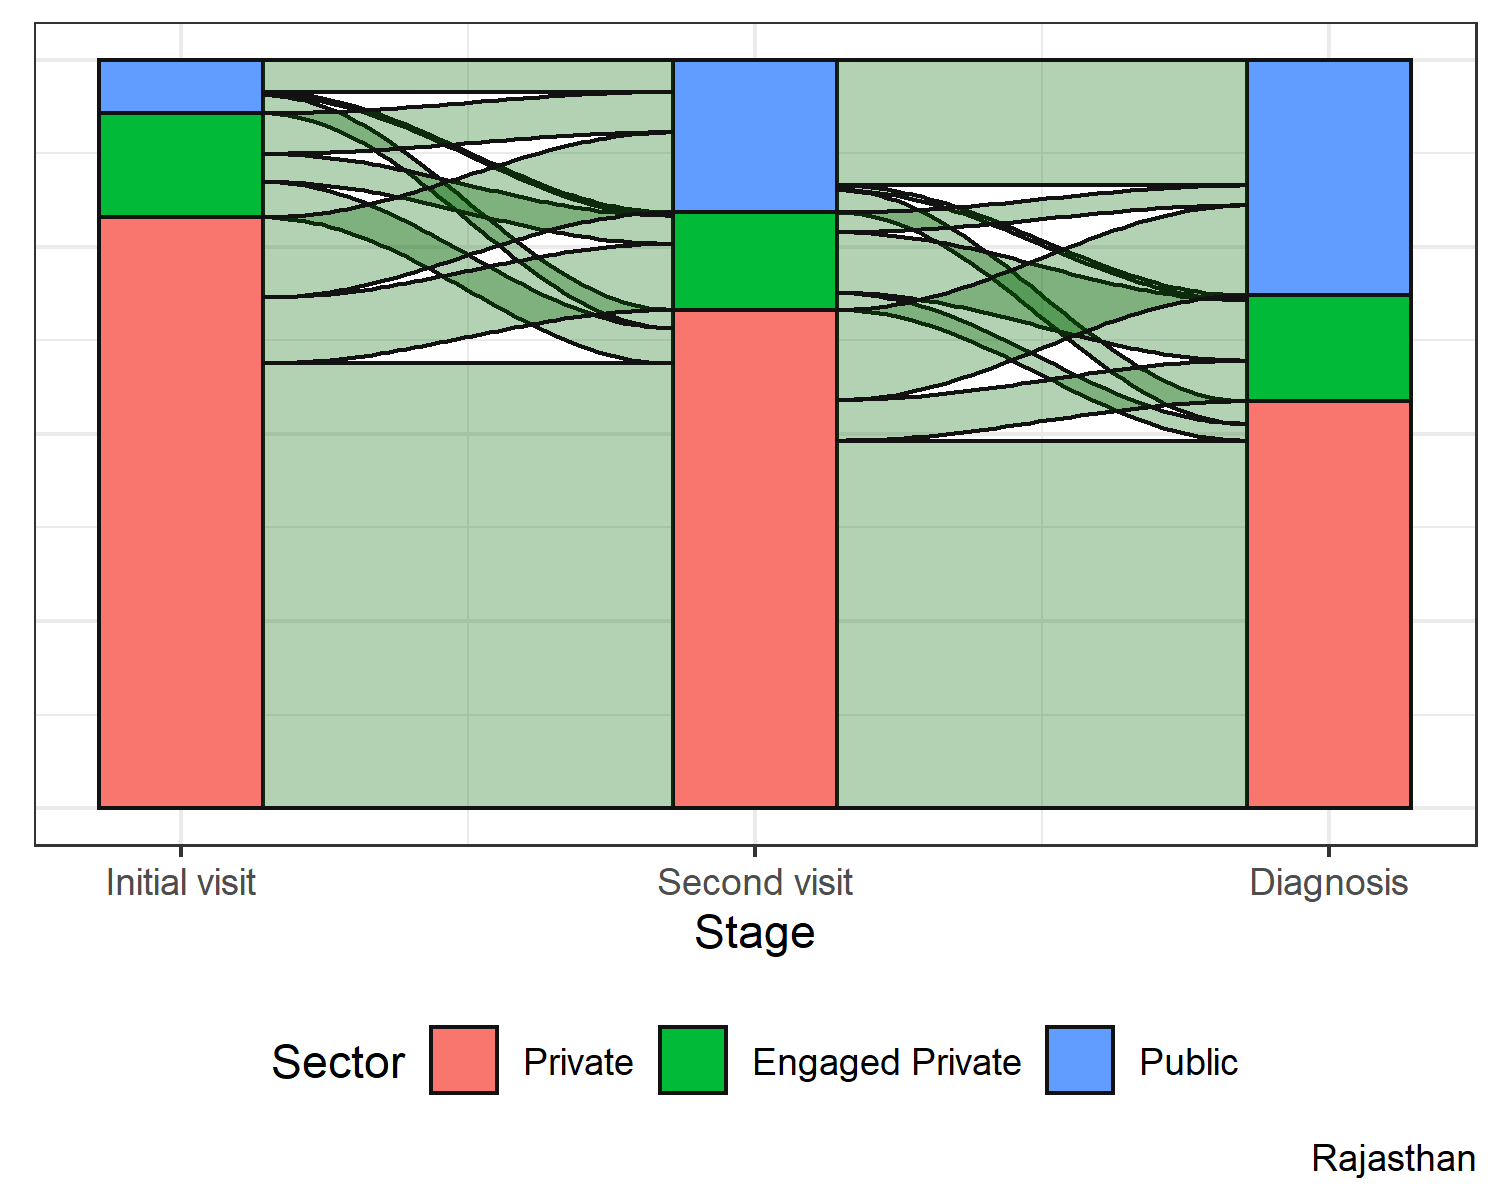 Initial visit Second visit Diagnosis
Stage
Sector Private Engaged Private Public
Rajasthan